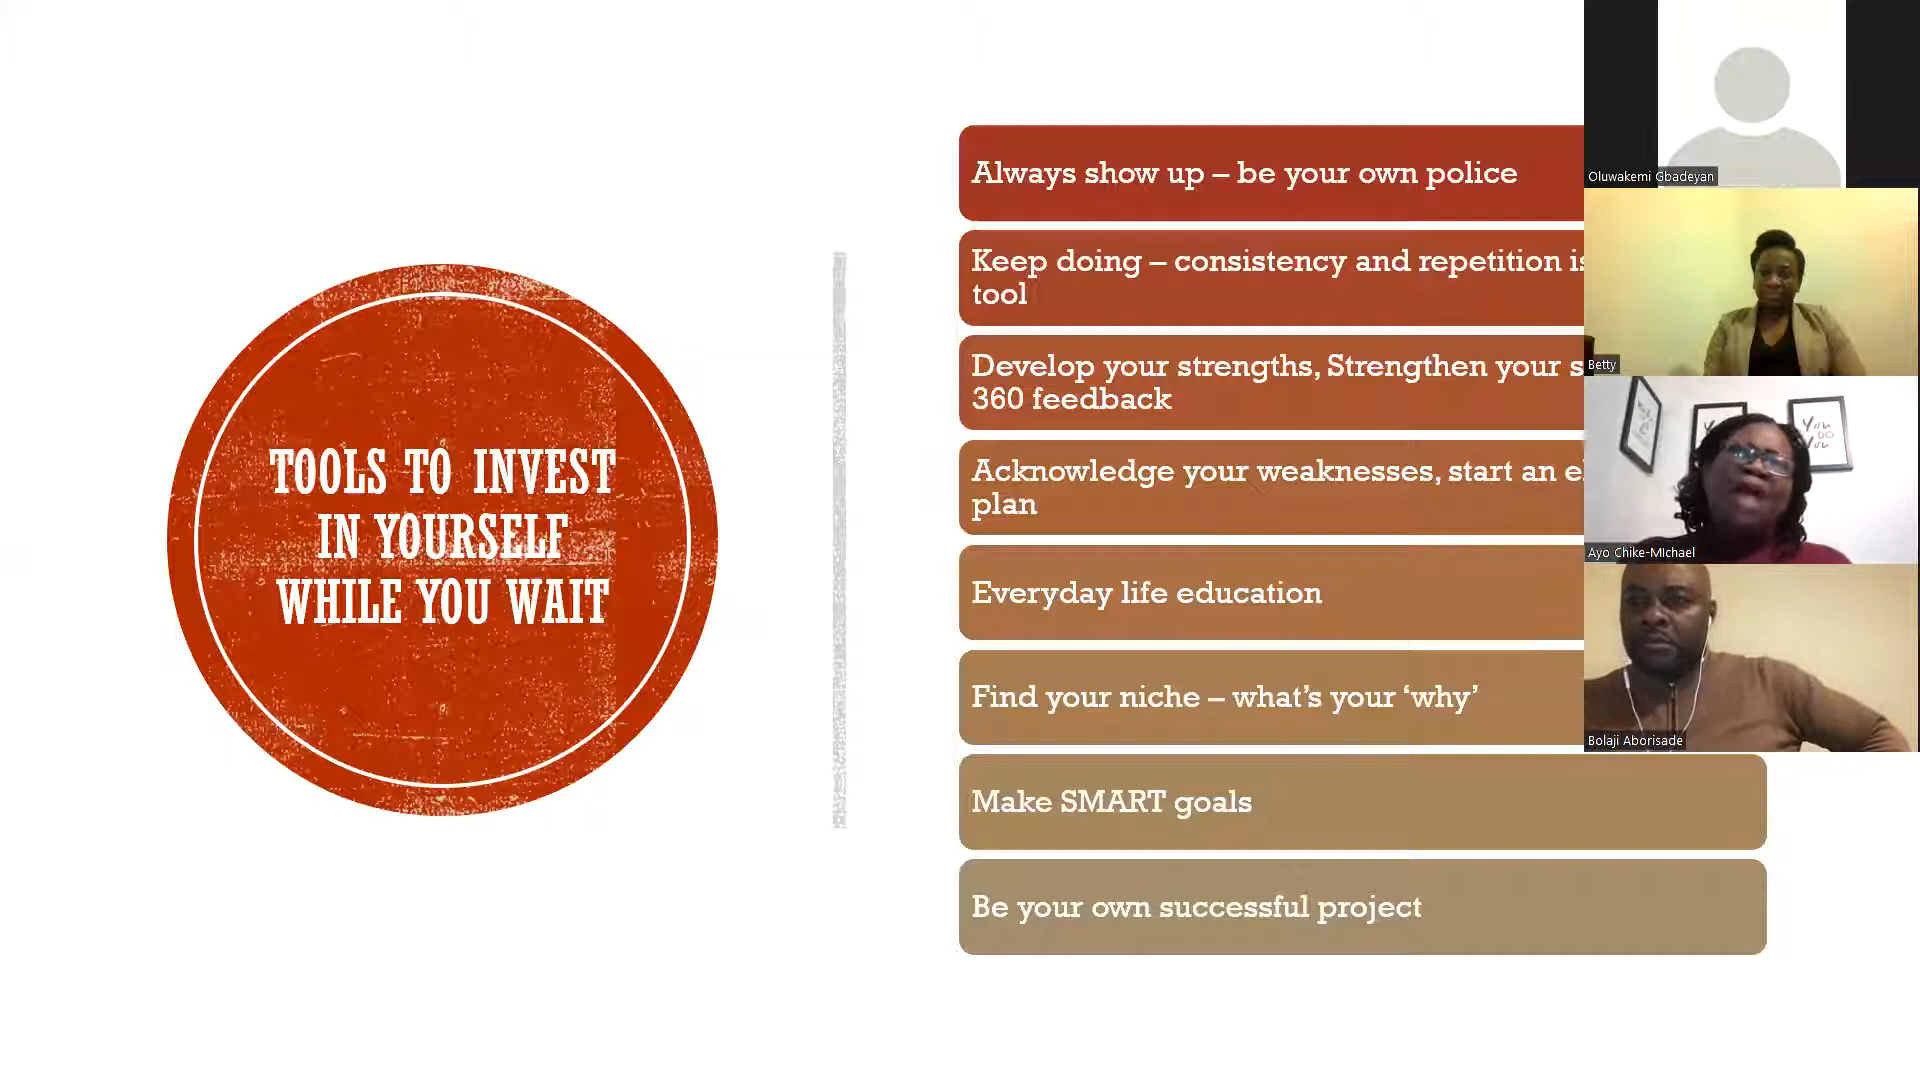 TOOLS TO INVEST
IN YOURSELF
WHILE YOU WAIT
Always show up – be your own police
Keep doing – consistency and repetition is
tool
Develop your strengths, Strengthen your
360 feedback
Acknowledge your weaknesses, start an
plan
Everyday life education
Find your niche – what’s your ‘why’
Make SMART goals
Be your own successful project
Oluwakemi Gbadeyan
Betty
You
DO
You
Ayo Chike-MIchael
Bolaji Aborisade